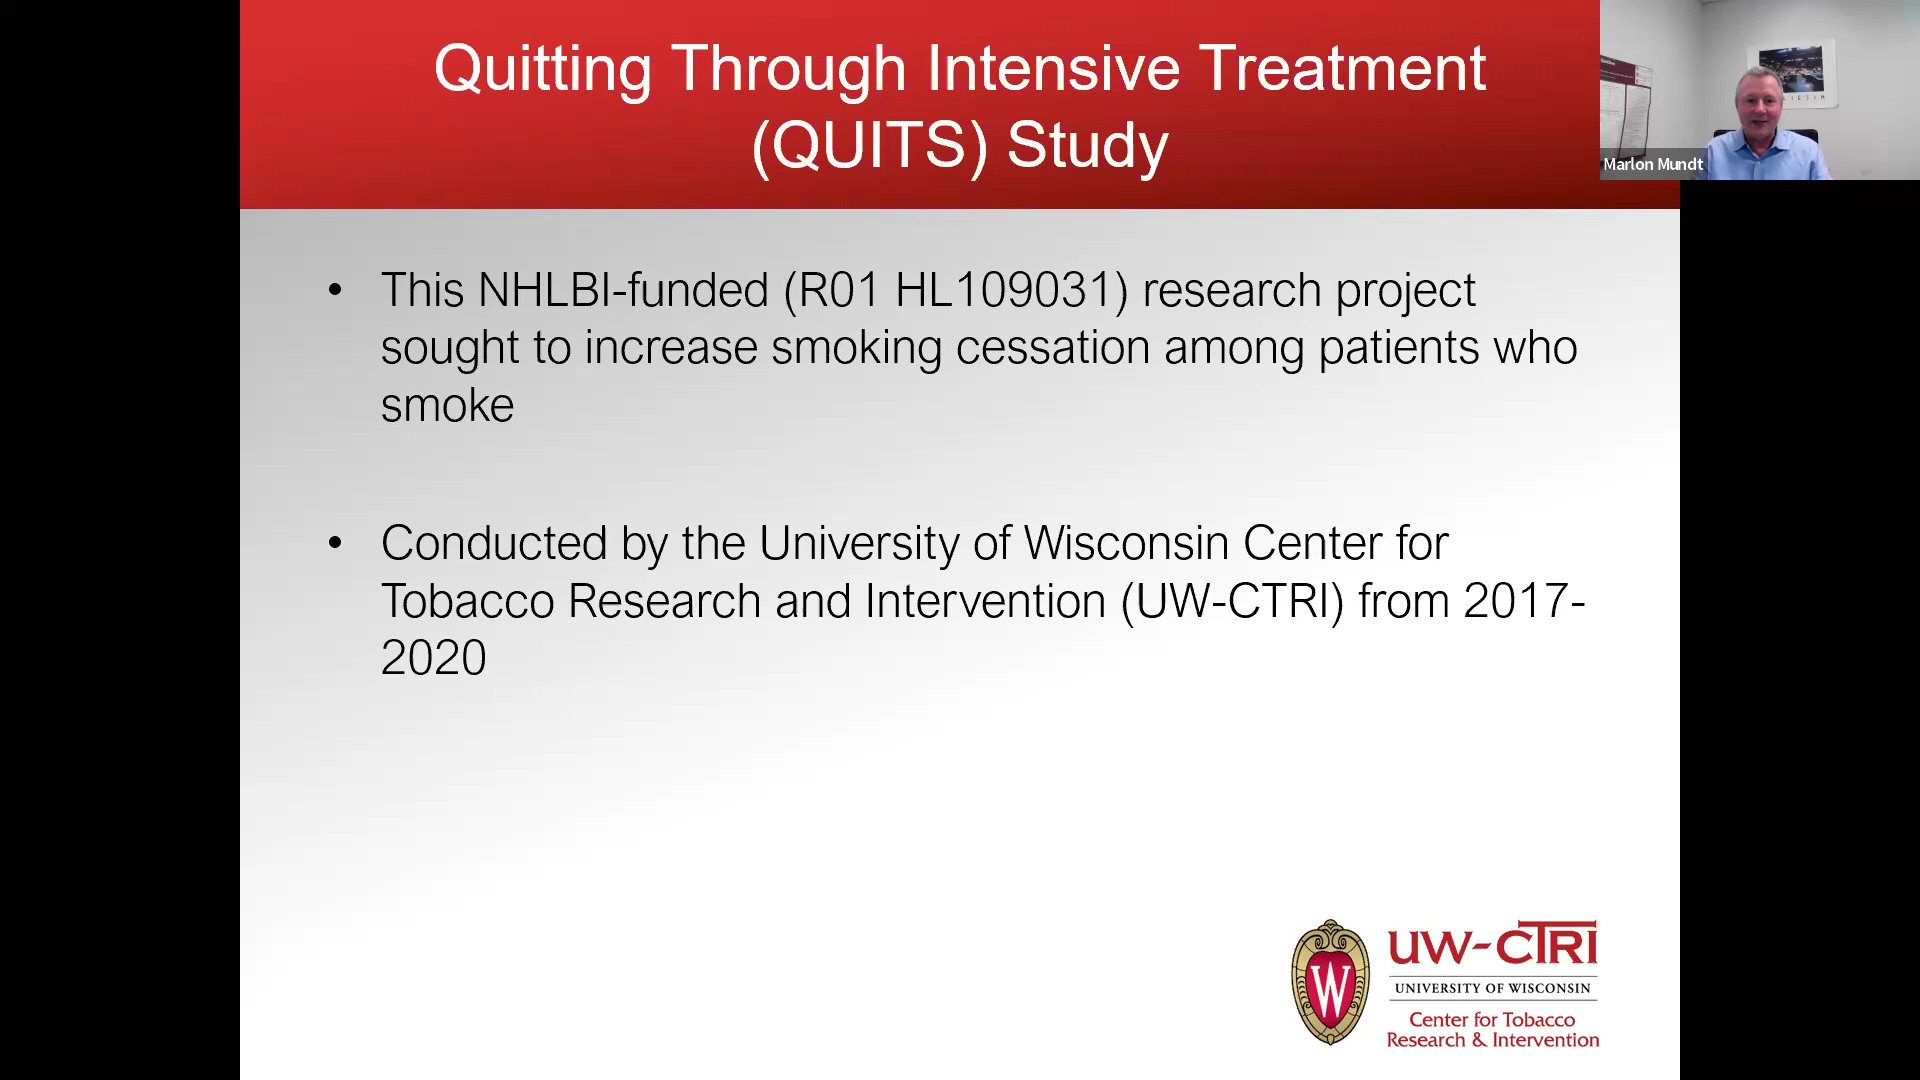 Quitting Through Intensive Treatment
(QUITS) Study
Marlon Mundt
• This NHLBI-funded (R01 HL109031) research project
sought to increase smoking cessation among patients who
smoke
• Conducted by the University of Wisconsin Center for
Tobacco Research and Intervention (UW-CTRI) from 2017-
2020
W
UW-CTRI
UNIVERSITY OF WISCONSIN
Center for Tobacco
Research & Intervention